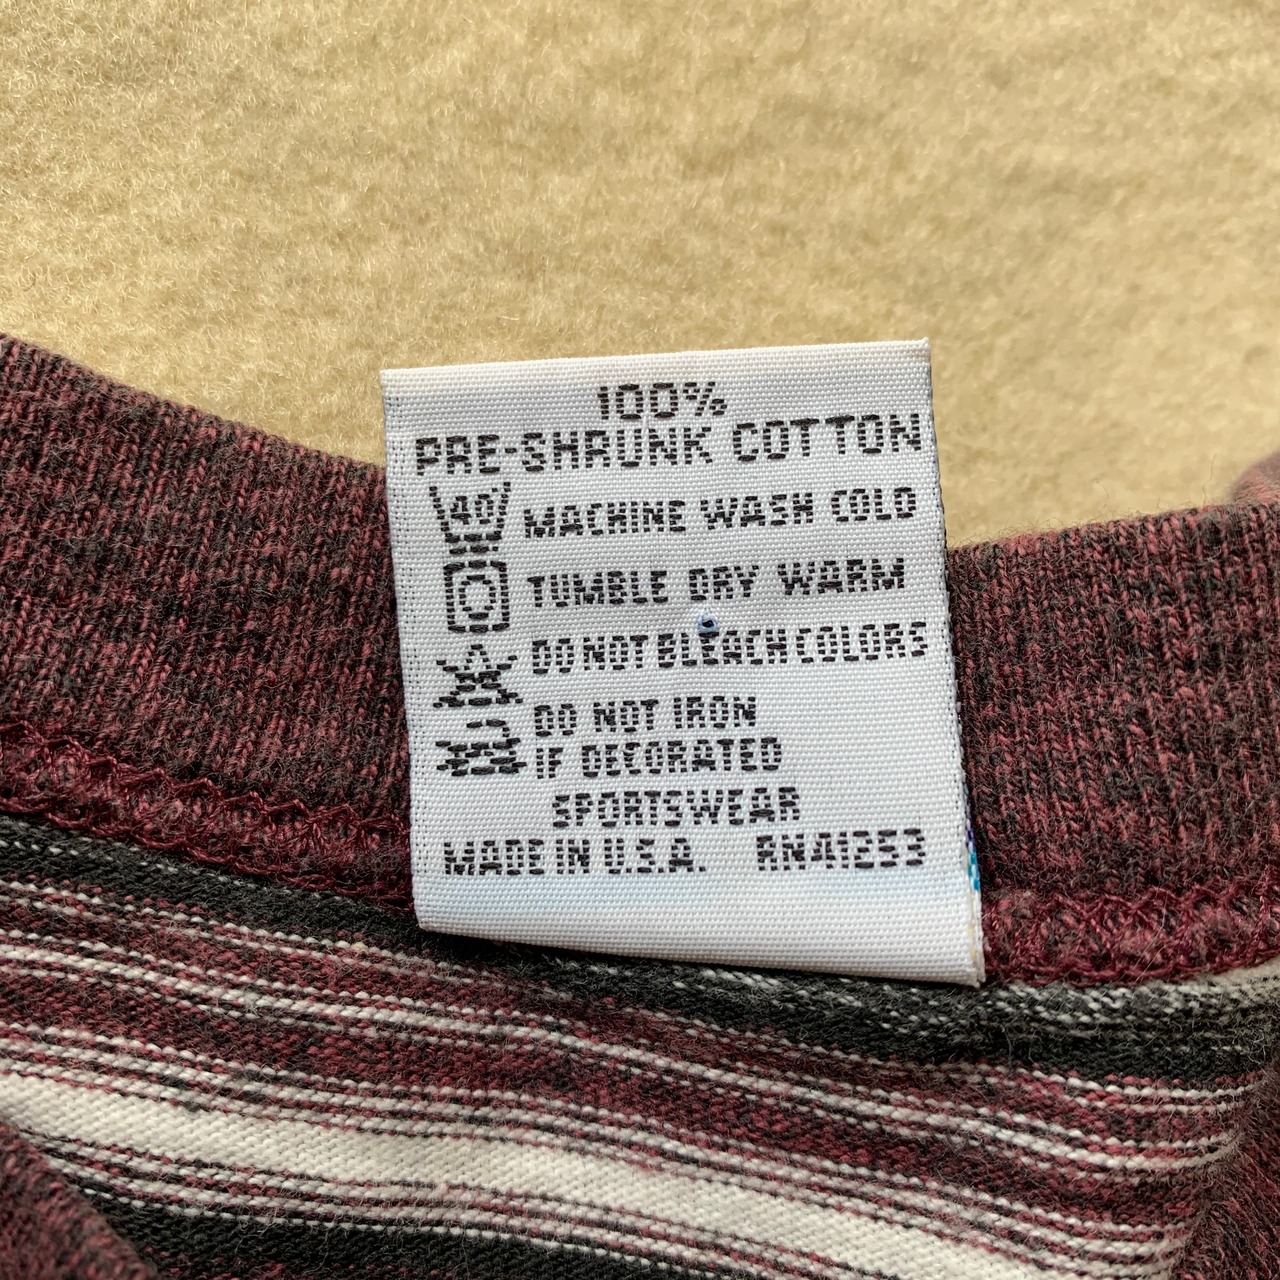 100%
PRE-SHRUNK COTTON
40° MACHINE WASH COLD
TUMBLE DRY WARM
DO NOT BLEACH COLORS
DO NOT IRON
IF DECORATED
SPORTSWEAR
MADE IN U.S.A. RN41253